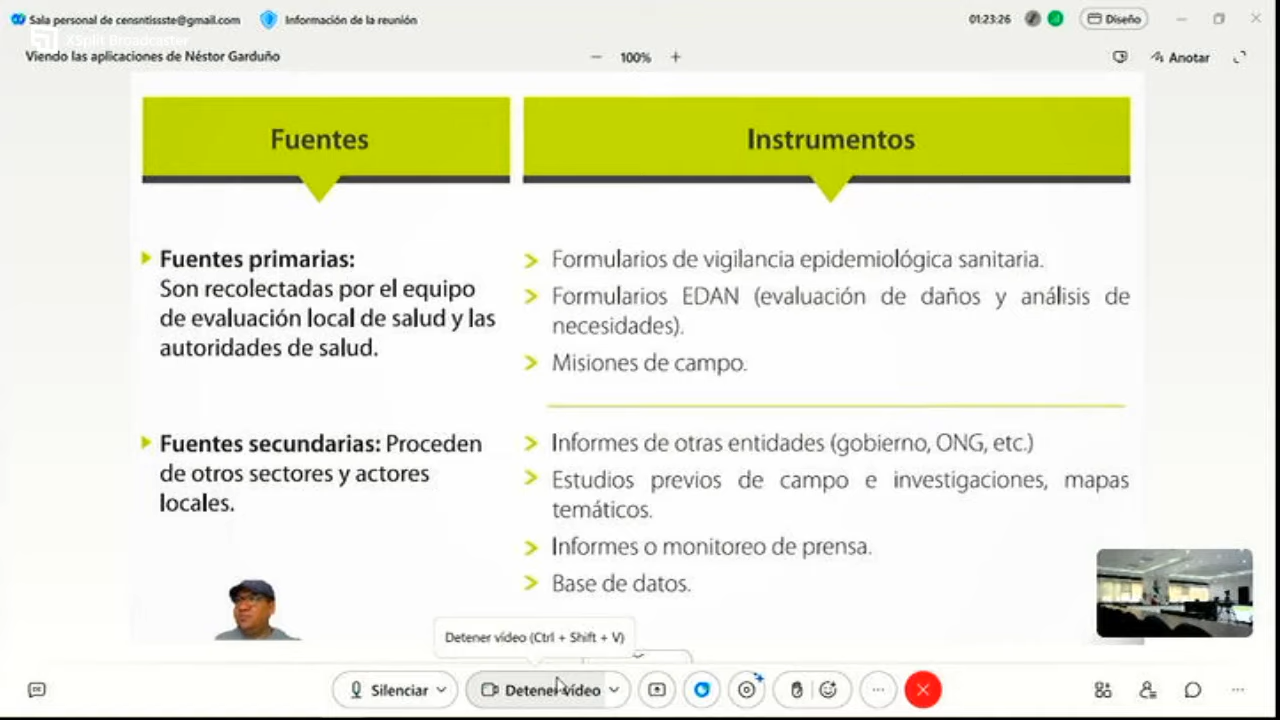 Sala personal de censntissste@gmail.com
Información de la reunión
01:23:26
Diseño
XSplit Broadcaster
Viendo las aplicaciones de Néstor Garduño
100%
Anotar
Fuentes
Instrumentos
Fuentes primarias:
Son recolectadas por el equipo
de evaluación local de salud y las
autoridades de salud.
Formularios de vigilancia epidemiológica sanitaria.
Formularios EDAN (evaluación de daños y análisis de
necesidades).
Misiones de campo.
Fuentes secundarias: Proceden
de otros sectores y actores
locales.
Informes de otras entidades (gobierno, ONG, etc.)
Estudios previos de campo e investigaciones, mapas
temáticos.
Informes o monitoreo de prensa.
Base de datos.
Detener vídeo (Ctrl + Shift + V)
Silenciar
Detener vídeo